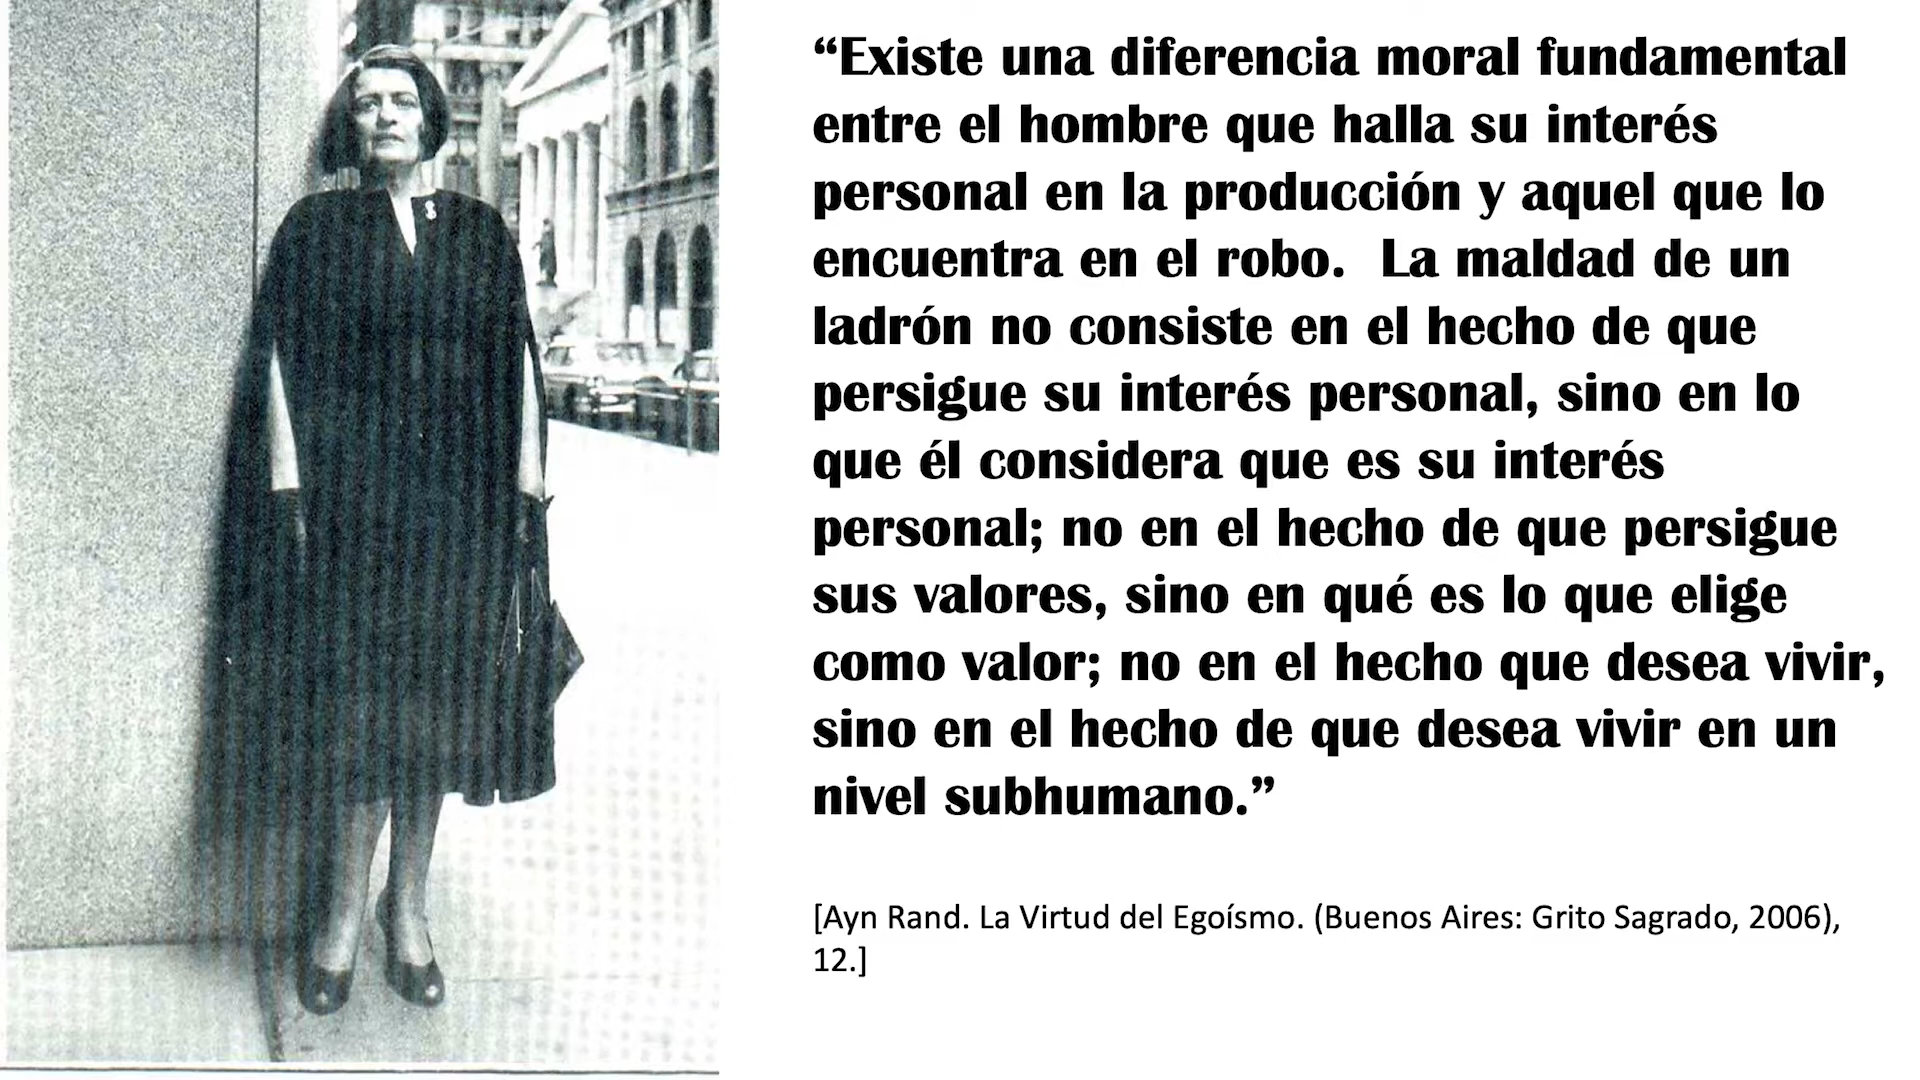 “Existe una diferencia moral fundamental
entre el hombre que halla su interés
personal en la producción y aquel que lo
encuentra en el robo.  La maldad de un
ladrón no consiste en el hecho de que
persigue su interés personal, sino en lo
que él considera que es su interés
personal; no en el hecho de que persigue
sus valores, sino en qué es lo que elige
como valor; no en el hecho que desea vivir,
sino en el hecho de que desea vivir en un
nivel subhumano.”
[Ayn Rand. La Virtud del Egoísmo. (Buenos Aires: Grito Sagrado, 2006),
12.]